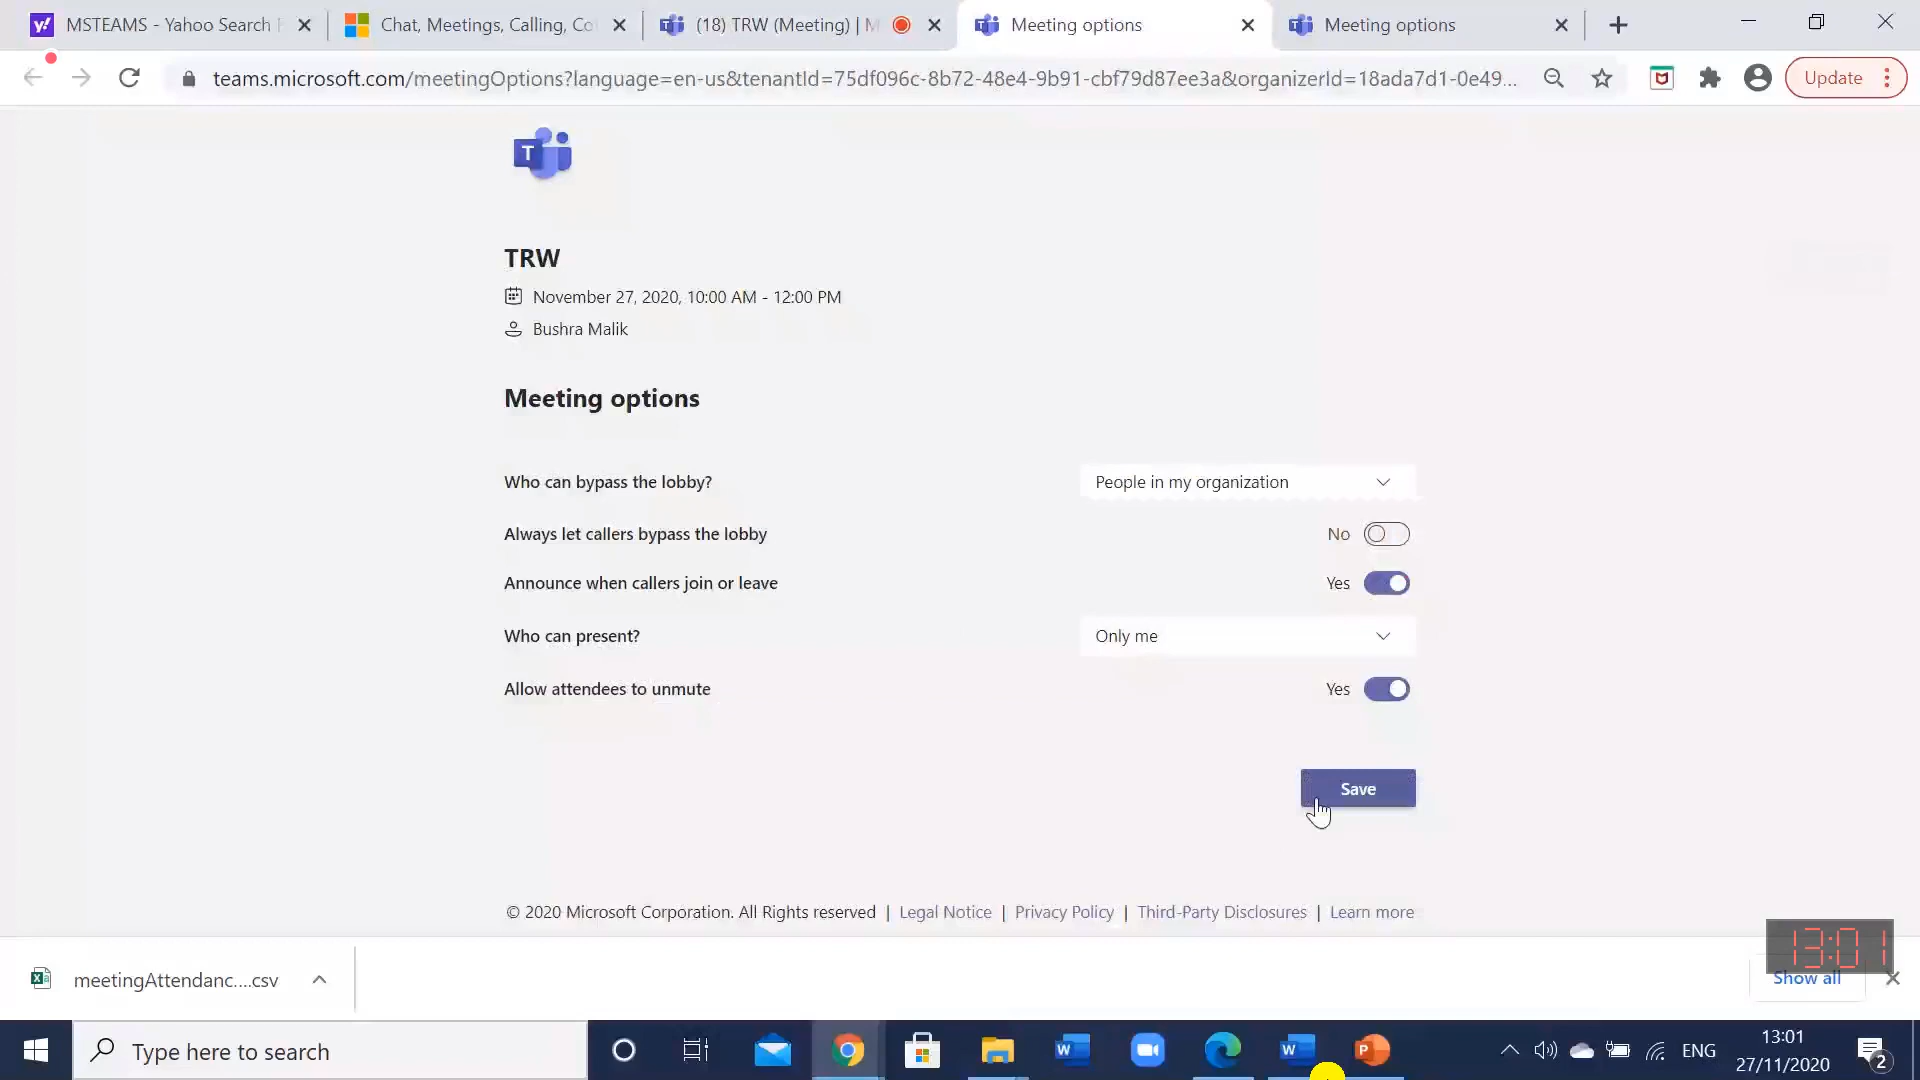 MSTEAMS - Yahoo Search
Chat, Meetings, Calling, Co
(18) TRW (Meeting) | M
Meeting options
Meeting options
teams.microsoft.com/meetingOptions?language=en-us&tenantId=75df096c-8b72-48e4-9b91-cbf79d87ee3a&organizerId=18ada7d1-0e49...
Update
T
TRW
November 27, 2020, 10:00 AM - 12:00 PM
Bushra Malik
Meeting options
Who can bypass the lobby?
People in my organization
Always let callers bypass the lobby
No
Announce when callers join or leave
Yes
Who can present?
Only me
Allow attendees to unmute
Yes
Save
© 2020 Microsoft Corporation. All Rights reserved | Legal Notice | Privacy Policy | Third-Party Disclosures | Learn more
13:01
meetingAttendanc....csv
Show all
Type here to search
ENG
13:01
27/11/2020
2